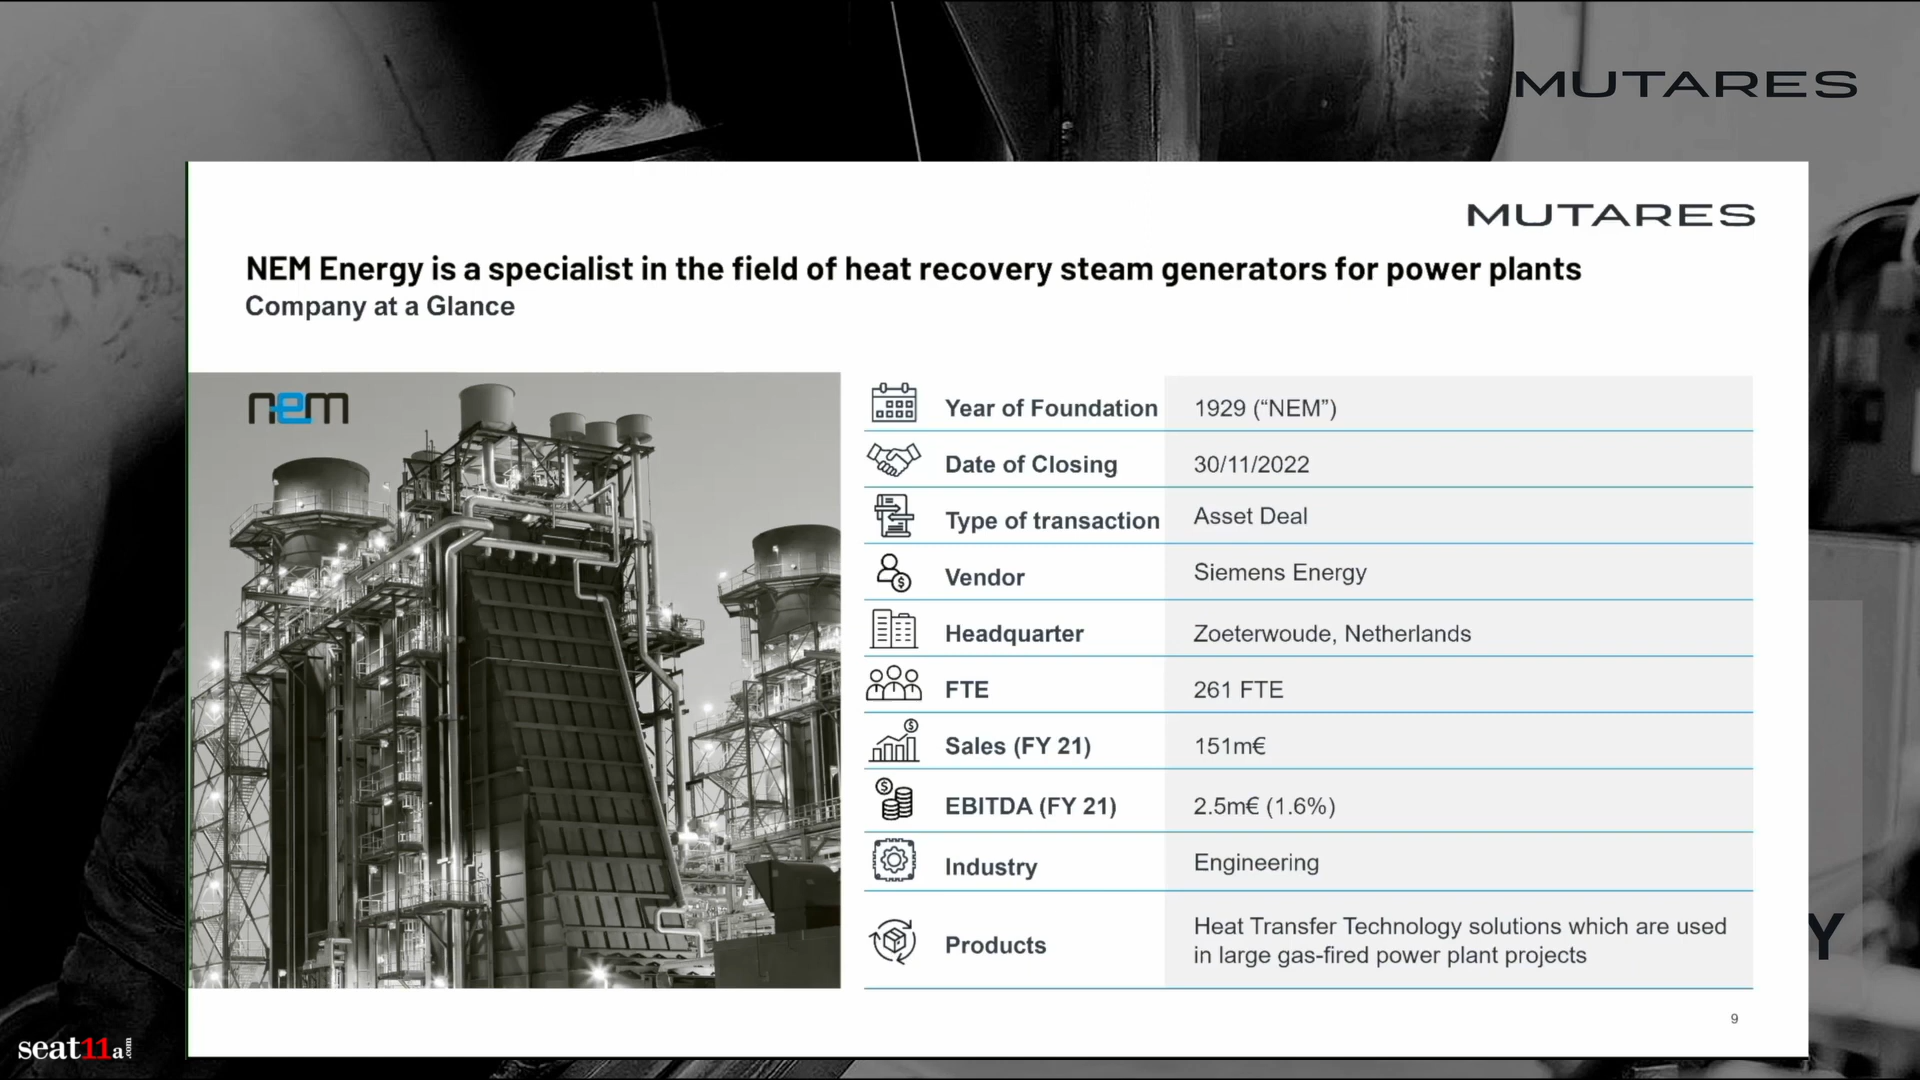 MUTARES
MUTARES
NEM Energy is a specialist in the field of heat recovery steam generators for power plants
Company at a Glance
nem
Year of Foundation 1929 (“NEM”)
Date of Closing 30/11/2022
Type of transaction Asset Deal
Vendor Siemens Energy
Headquarter Zoeterwoude, Netherlands
FTE 261 FTE
Sales (FY 21) 151m€
EBITDA (FY 21) 2.5m€ (1.6%)
Industry Engineering
Products Heat Transfer Technology solutions which are used
in large gas-fired power plant projects
Y
9
seat11a.com